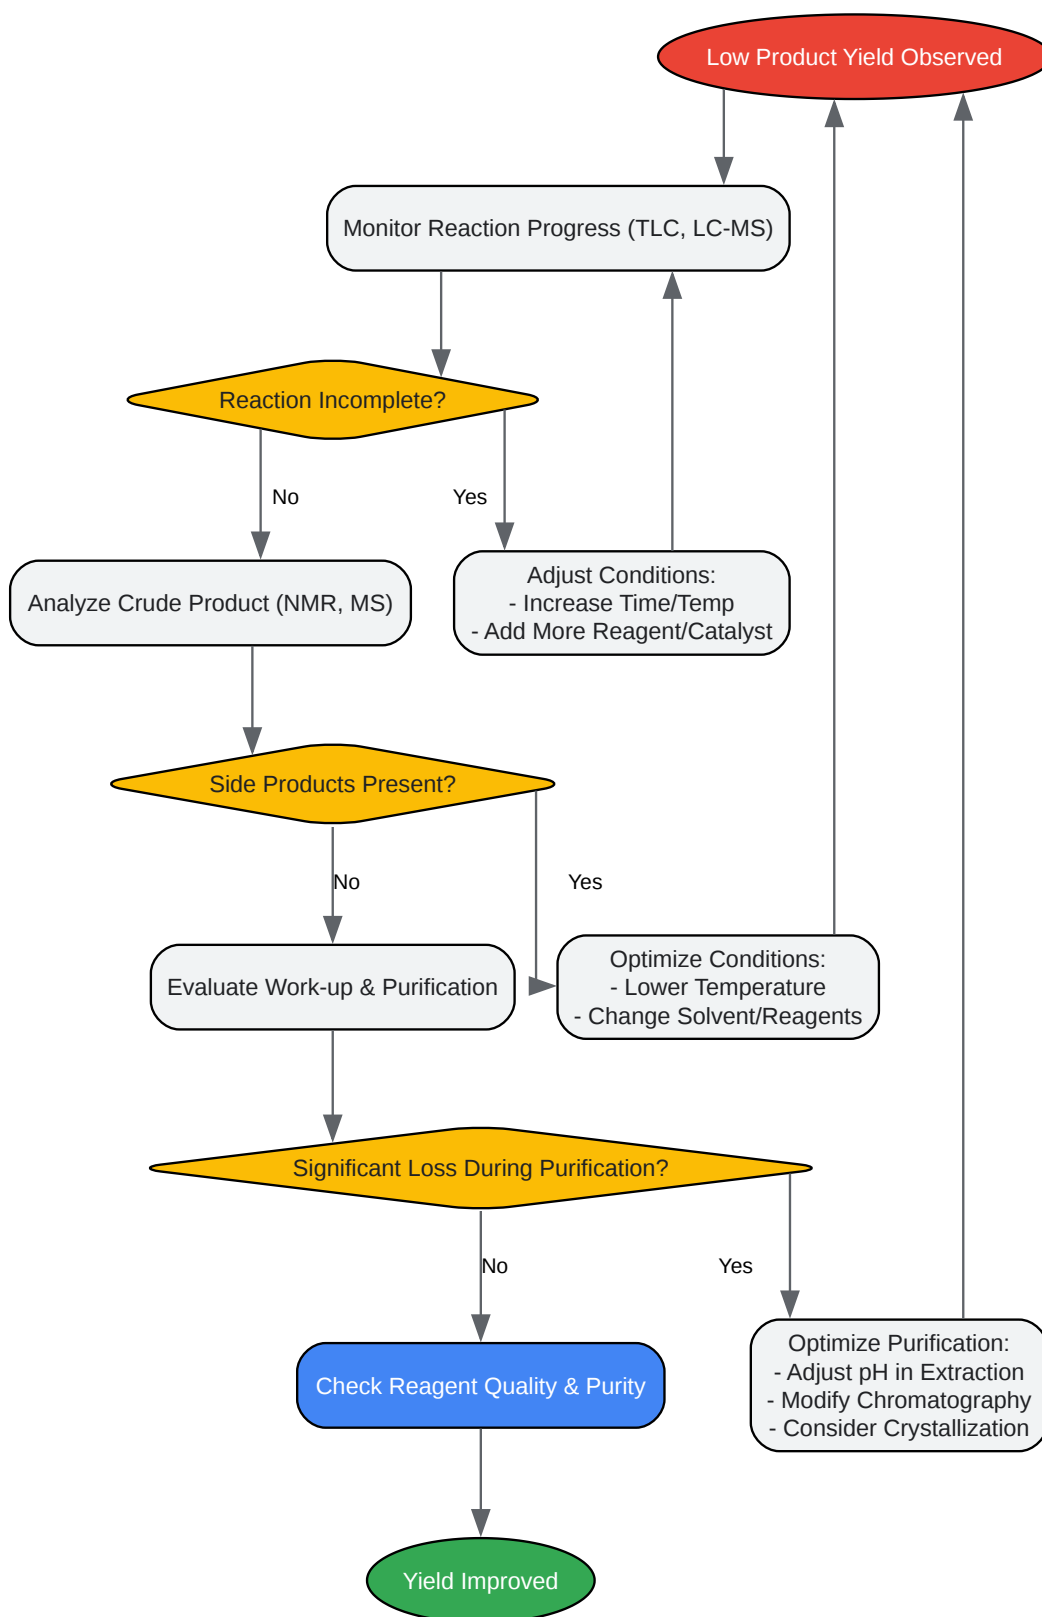 Low Product Yield Observed
Monitor Reaction Progress (TLC, LC-MS)
Reaction Incomplete?
No
Yes
Analyze Crude Product (NMR, MS)
Adjust Conditions:
- Increase Time/Temp
- Add More Reagent/Catalyst
Side Products Present?
No
Yes
Evaluate Work-up & Purification
Optimize Conditions:
- Lower Temperature
- Change Solvent/Reagents
Significant Loss During Purification?
No
Yes
Check Reagent Quality & Purity
Optimize Purification:
- Adjust pH in Extraction
- Modify Chromatography
- Consider Crystallization
Yield Improved